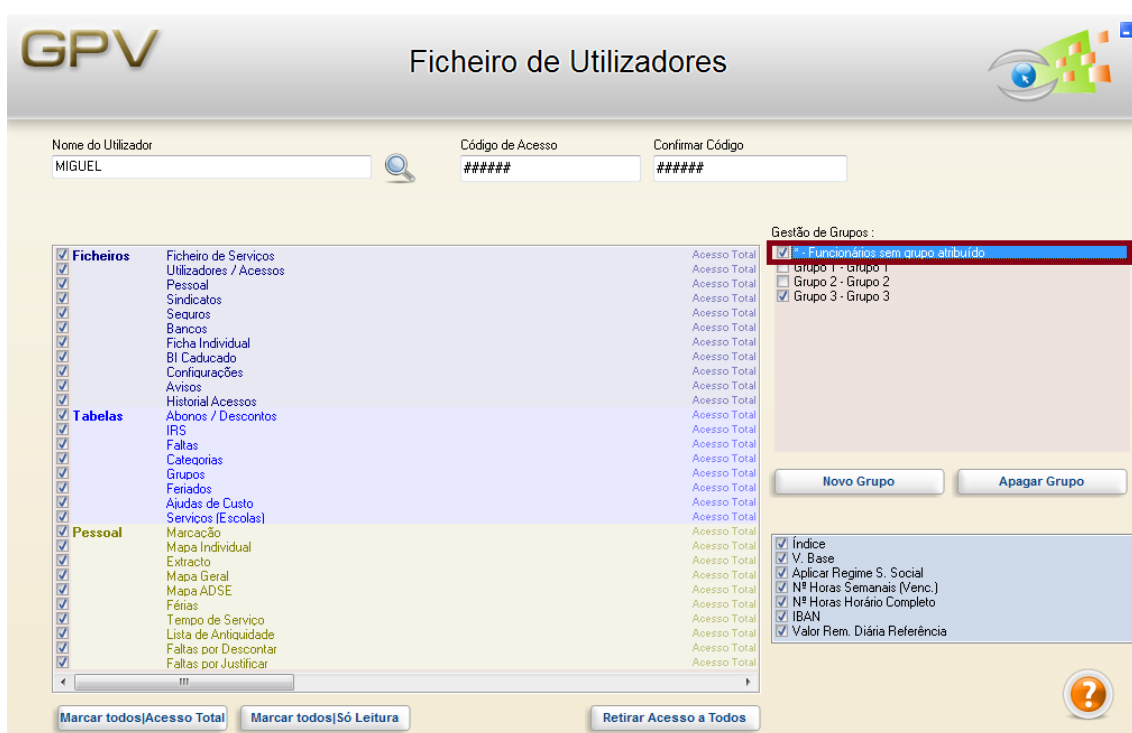 GPV
Ficheiro de Utilizadores
Nome do Utilizador
Código de Acesso
Confirmar Código
MIGUEL
######
######
Gestão de Grupos :
Ficheiros Ficheiro de Serviços Acesso Total
Utilizadores / Acessos Acesso Total
Pessoal Acesso Total
Sindicatos Acesso Total
Seguros Acesso Total
Bancos Acesso Total
Ficha Individual Acesso Total
BI Caducado Acesso Total
Configurações Acesso Total
Avisos Acesso Total
Historial Acessos Acesso Total
Tabelas Abonos / Descontos Acesso Total
IRS Acesso Total
Faltas Acesso Total
Categorias Acesso Total
Grupos Acesso Total
Feriados Acesso Total
Ajudas de Custo Acesso Total
Serviços (Escolas) Acesso Total
Pessoal Marcação Acesso Total
Mapa Individual Acesso Total
Extracto Acesso Total
Mapa Geral Acesso Total
Mapa ADSE Acesso Total
Férias Acesso Total
Tempo de Serviço Acesso Total
Lista de Antiguidade Acesso Total
Faltas por Descontar Acesso Total
Faltas por Justificar Acesso Total
* - Funcionários sem grupo atribuído
Grupo 1 - Grupo 1
Grupo 2 - Grupo 2
Grupo 3 - Grupo 3
Novo Grupo
Apagar Grupo
Índice
V. Base
Aplicar Regime S. Social
Nº Horas Semanais (Venc.)
Nº Horas Horário Completo
IBAN
Valor Rem. Diária Referência
Marcar todos|Acesso Total
Marcar todos|Só Leitura
Retirar Acesso a Todos
?